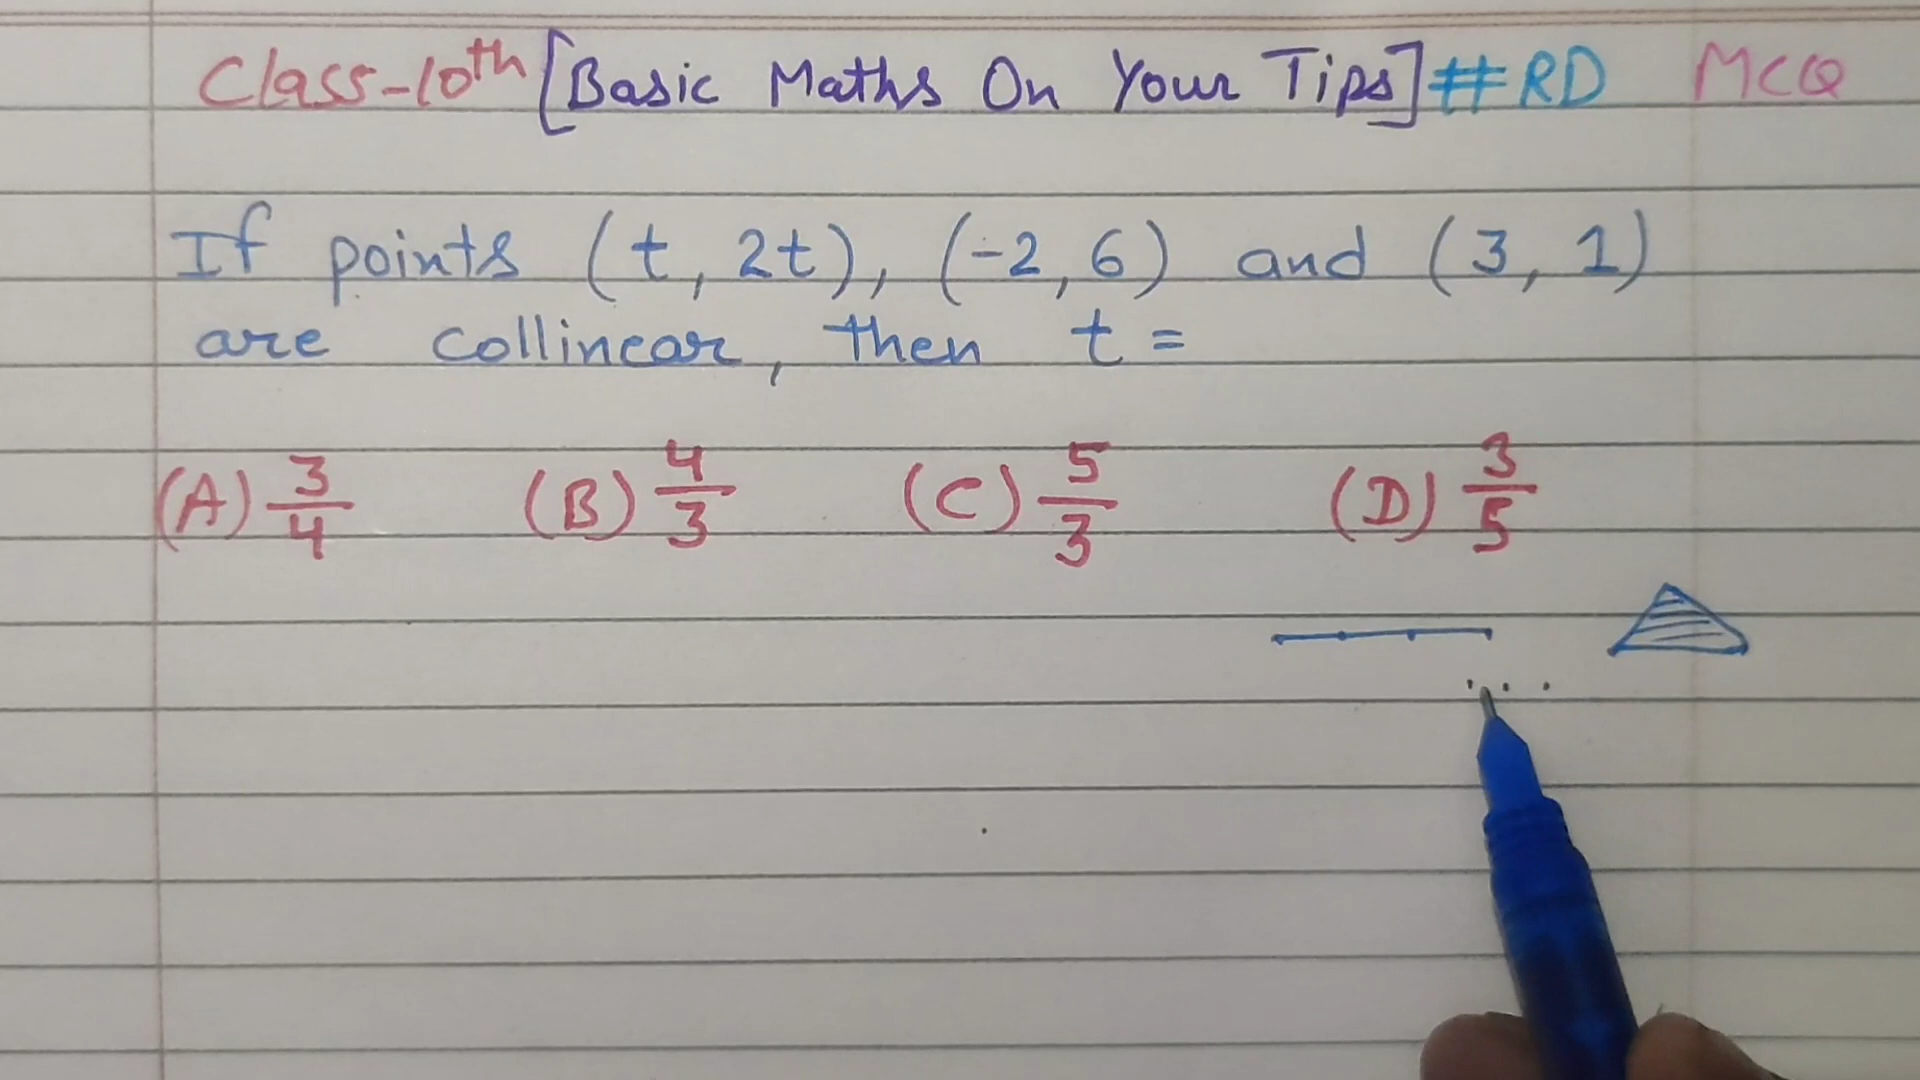 Class-10th [Basic Maths On Your Tips] #RD MCQ
If points (t, 2t), (-2, 6) and (3, 1)
are collinear, then t =
(A) 3/4 (B) 4/3 (C) 5/3 (D) 3/5